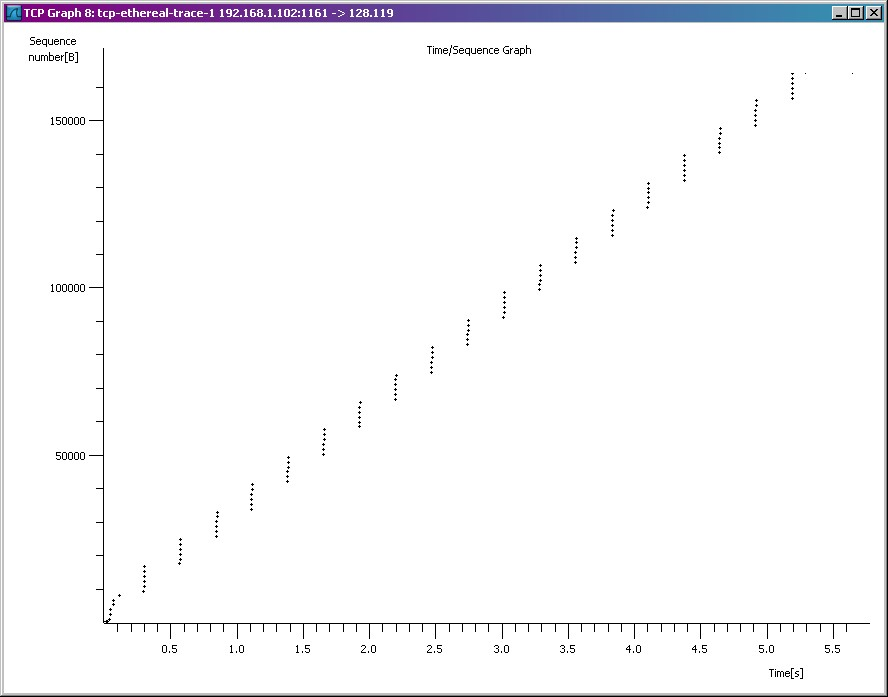 TCP Graph 8: tcp-ethereal-trace-1 192.168.1.102:1161 -> 128.119
Sequence
number[B]
Time/Sequence Graph
150000
100000
50000
0.5 1.0 1.5 2.0 2.5 3.0 3.5 4.0 4.5 5.0 5.5
Time[s]